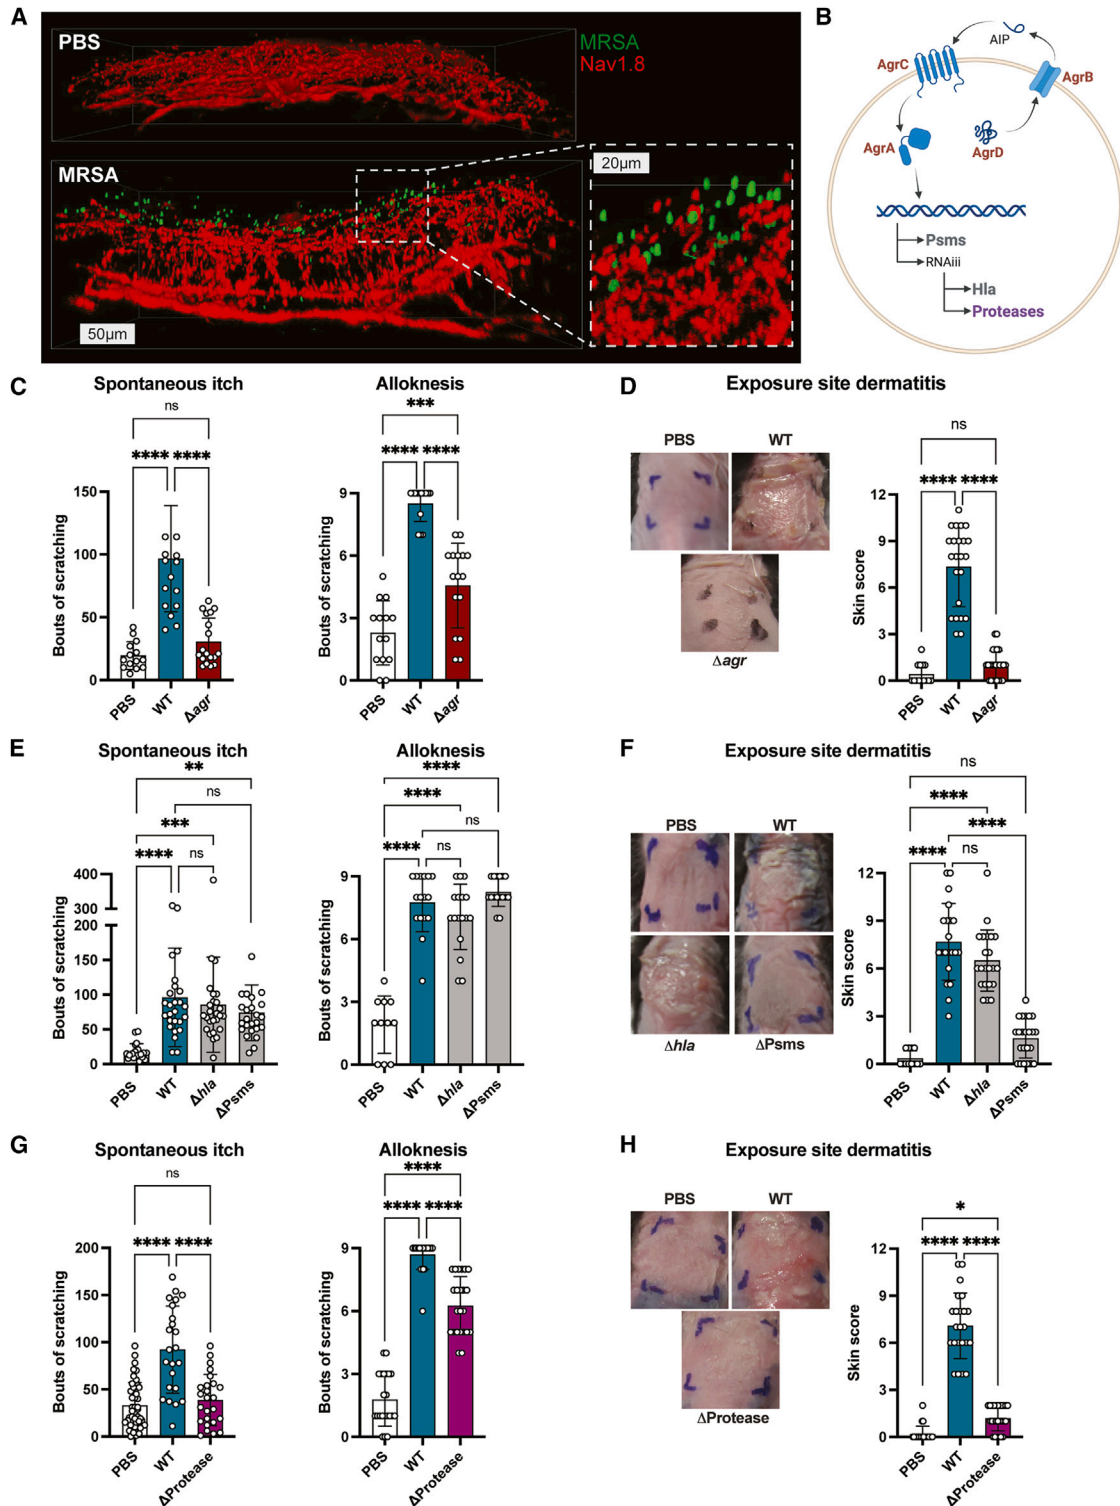 A
PBS
MRSA
Nav1.8
MRSA
50µm
20µm
B
AIP
AgrC
AgrB
AgrA
AgrD
Psms
RNAiii
Hla
Proteases
C
Spontaneous itch
ns
**** ****
Bouts of scratching
150
100
50
0
PBS
WT
Δagr
Alloknesis
***
**** ****
Bouts of scratching
9
6
3
0
PBS
WT
Δagr
D
Exposure site dermatitis
PBS
WT
Δagr
ns
**** ****
Skin score
12
9
6
3
0
PBS
WT
Δagr
E
Spontaneous itch
**
ns
***
**** ns
Bouts of scratching
400
300
200
150
100
50
0
PBS
WT
Δhla
ΔPsms
Alloknesis
****
****
ns
**** ns
Bouts of scratching
9
6
3
0
PBS
WT
Δhla
ΔPsms
F
Exposure site dermatitis
PBS
WT
Δhla
ΔPsms
ns
****
****
**** ns
Skin score
12
9
6
3
0
PBS
WT
Δhla
ΔPsms
G
Spontaneous itch
ns
**** ****
Bouts of scratching
200
150
100
50
0
PBS
WT
ΔProtease
Alloknesis
****
**** ****
Bouts of scratching
9
6
3
0
PBS
WT
ΔProtease
H
Exposure site dermatitis
PBS
WT
ΔProtease
*
**** ****
Skin score
12
9
6
3
0
PBS
WT
ΔProtease